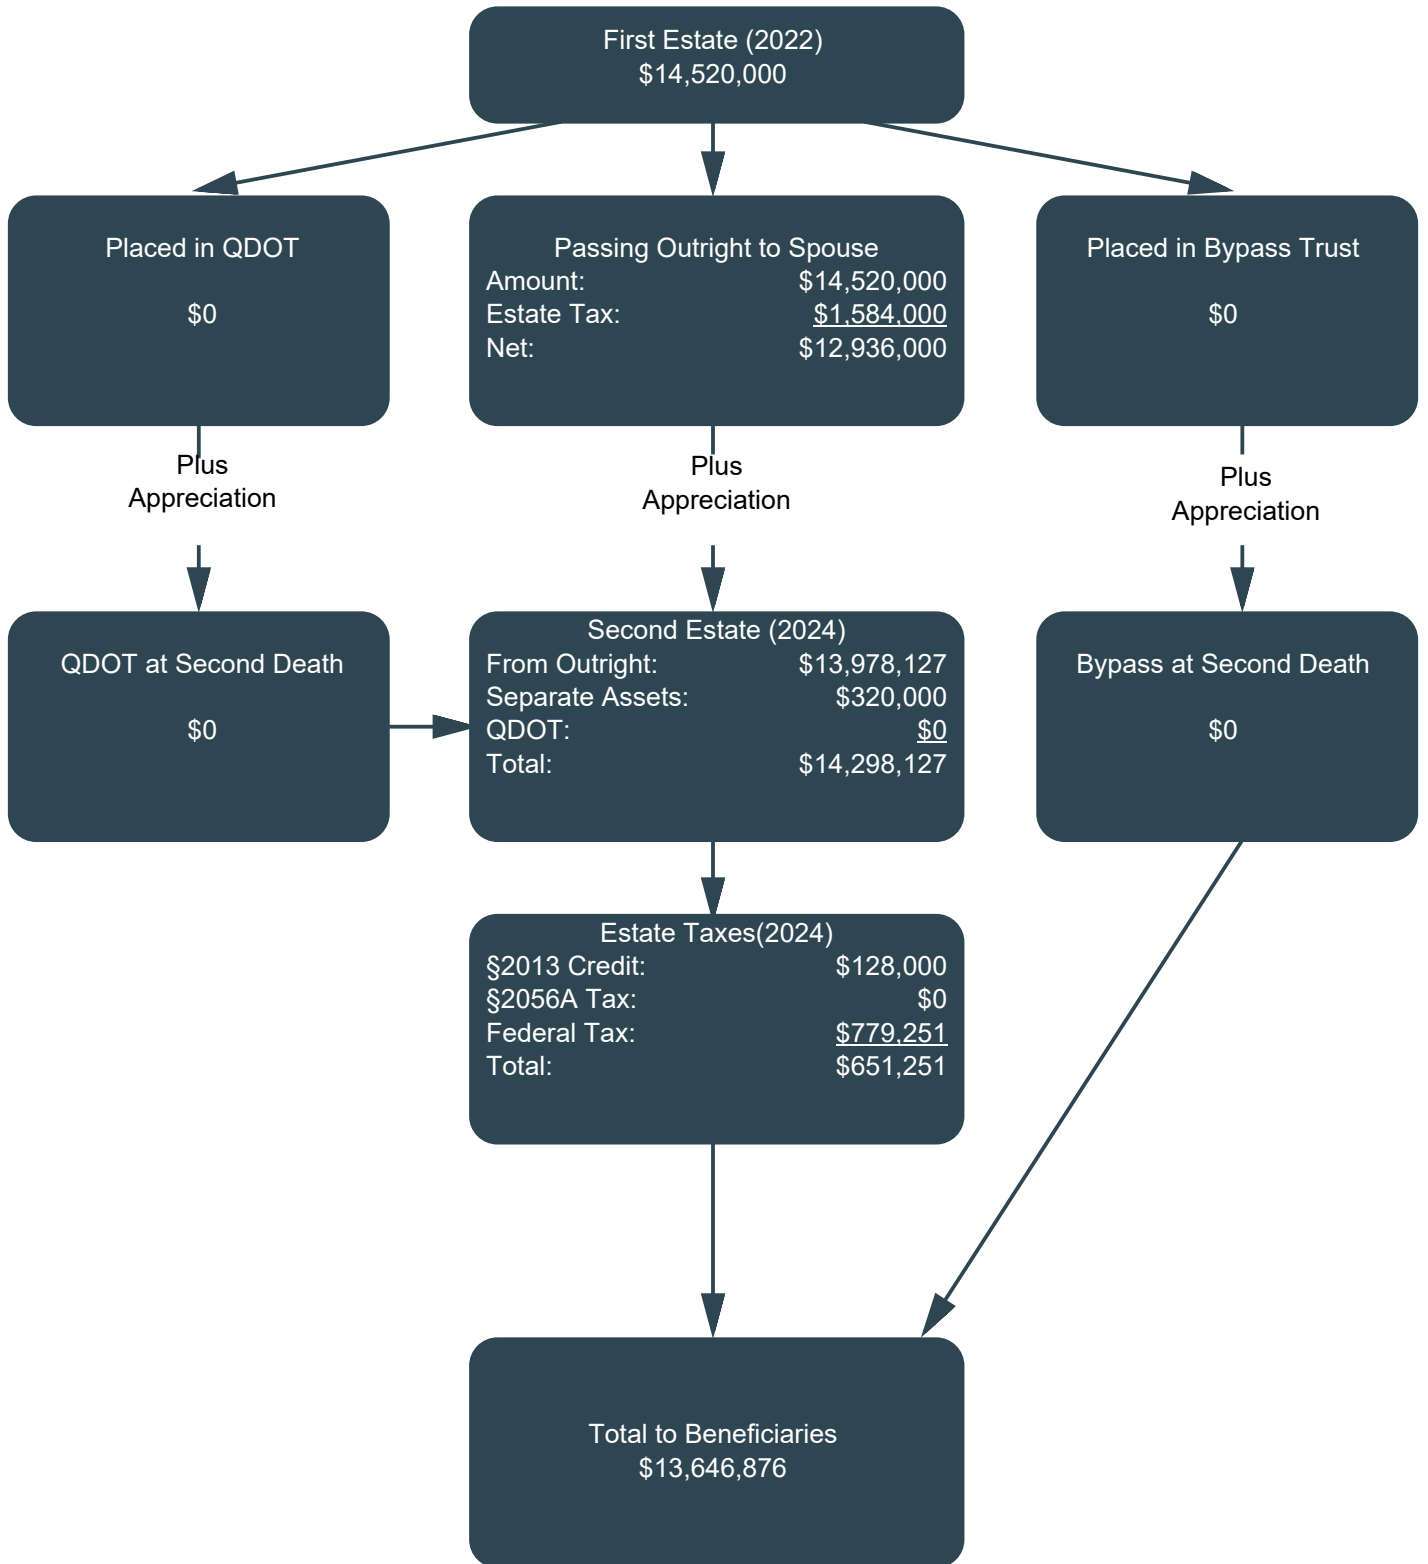 First Estate (2022)
$14,520,000
Placed in QDOT
$0
Passing Outright to Spouse
Amount: $14,520,000
Estate Tax: $1,584,000
Net: $12,936,000
Placed in Bypass Trust
$0
Plus
Appreciation
Plus
Appreciation
Plus
Appreciation
QDOT at Second Death
$0
Second Estate (2024)
From Outright: $13,978,127
Separate Assets: $320,000
QDOT: $0
Total: $14,298,127
Bypass at Second Death
$0
Estate Taxes(2024)
§2013 Credit: $128,000
§2056A Tax: $0
Federal Tax: $779,251
Total: $651,251
Total to Beneficiaries
$13,646,876